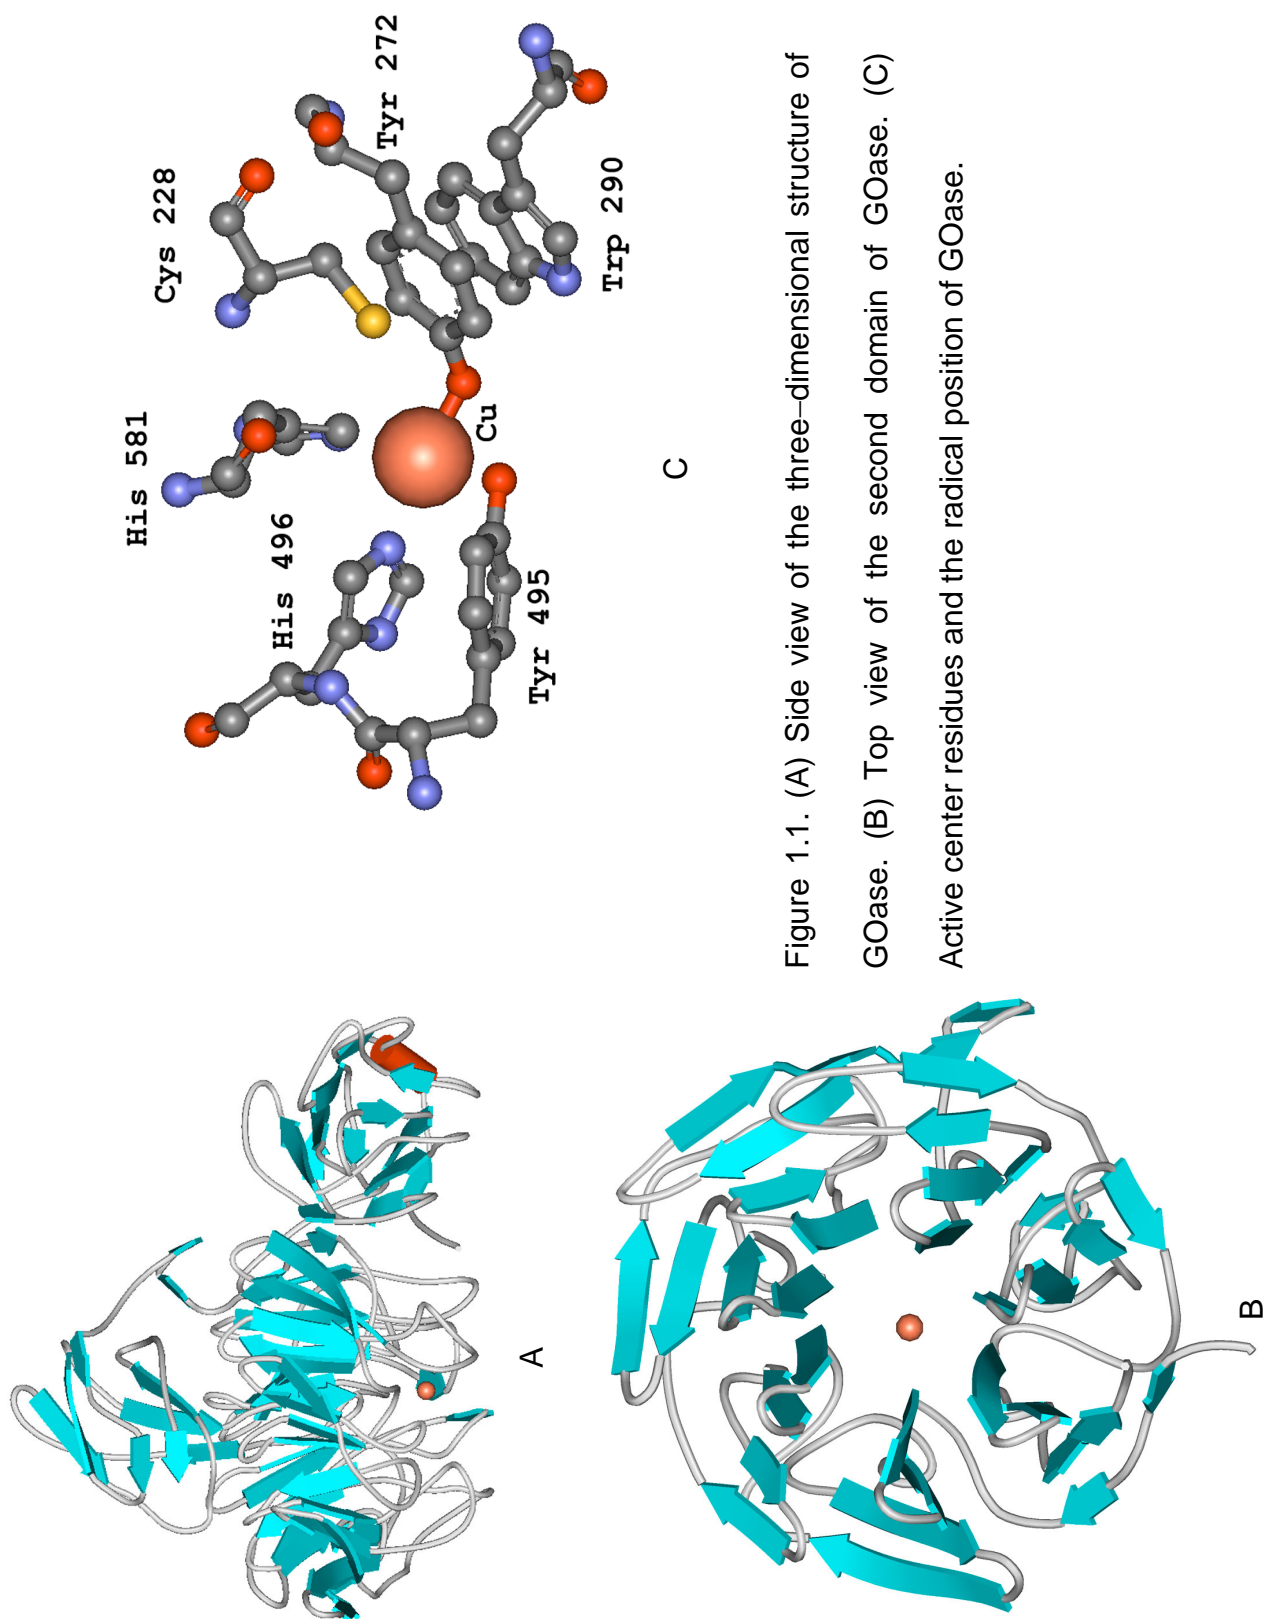 A
B
Cys 228
Tyr 272
His 581
His 496
Cu
Tyr 495
Trp 290
C
Figure 1.1. (A) Side view of the three–dimensional structure of
GOase. (B) Top view of the second domain of GOase. (C)
Active center residues and the radical position of GOase.